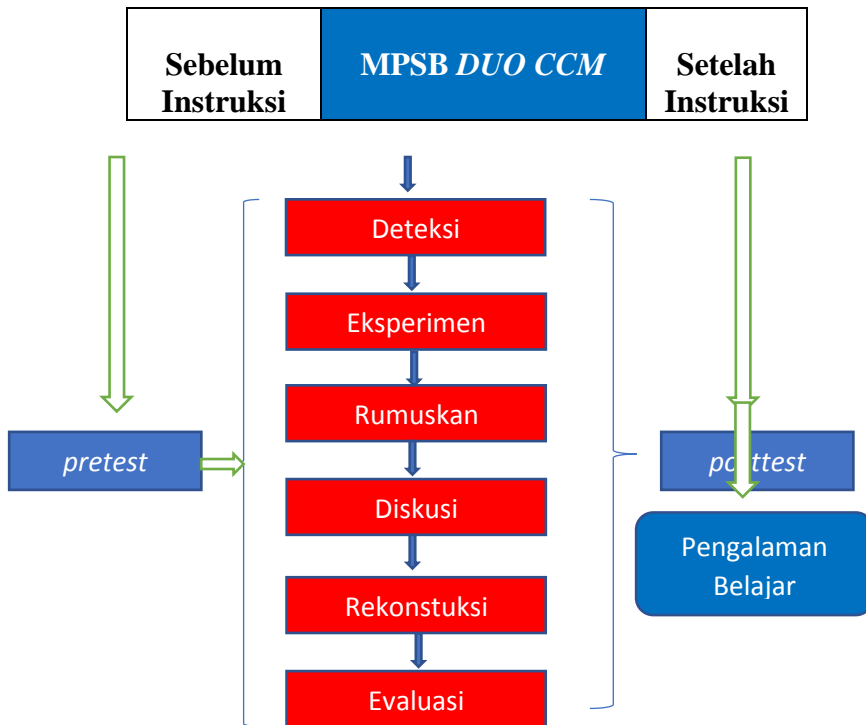 Sebelum
Instruksi
MPSB DUO CCM
Setelah
Instruksi
Deteksi
Eksperimen
Rumuskan
pretest
Diskusi
Pengalaman
Belajar
Rekonstuksi
Evaluasi